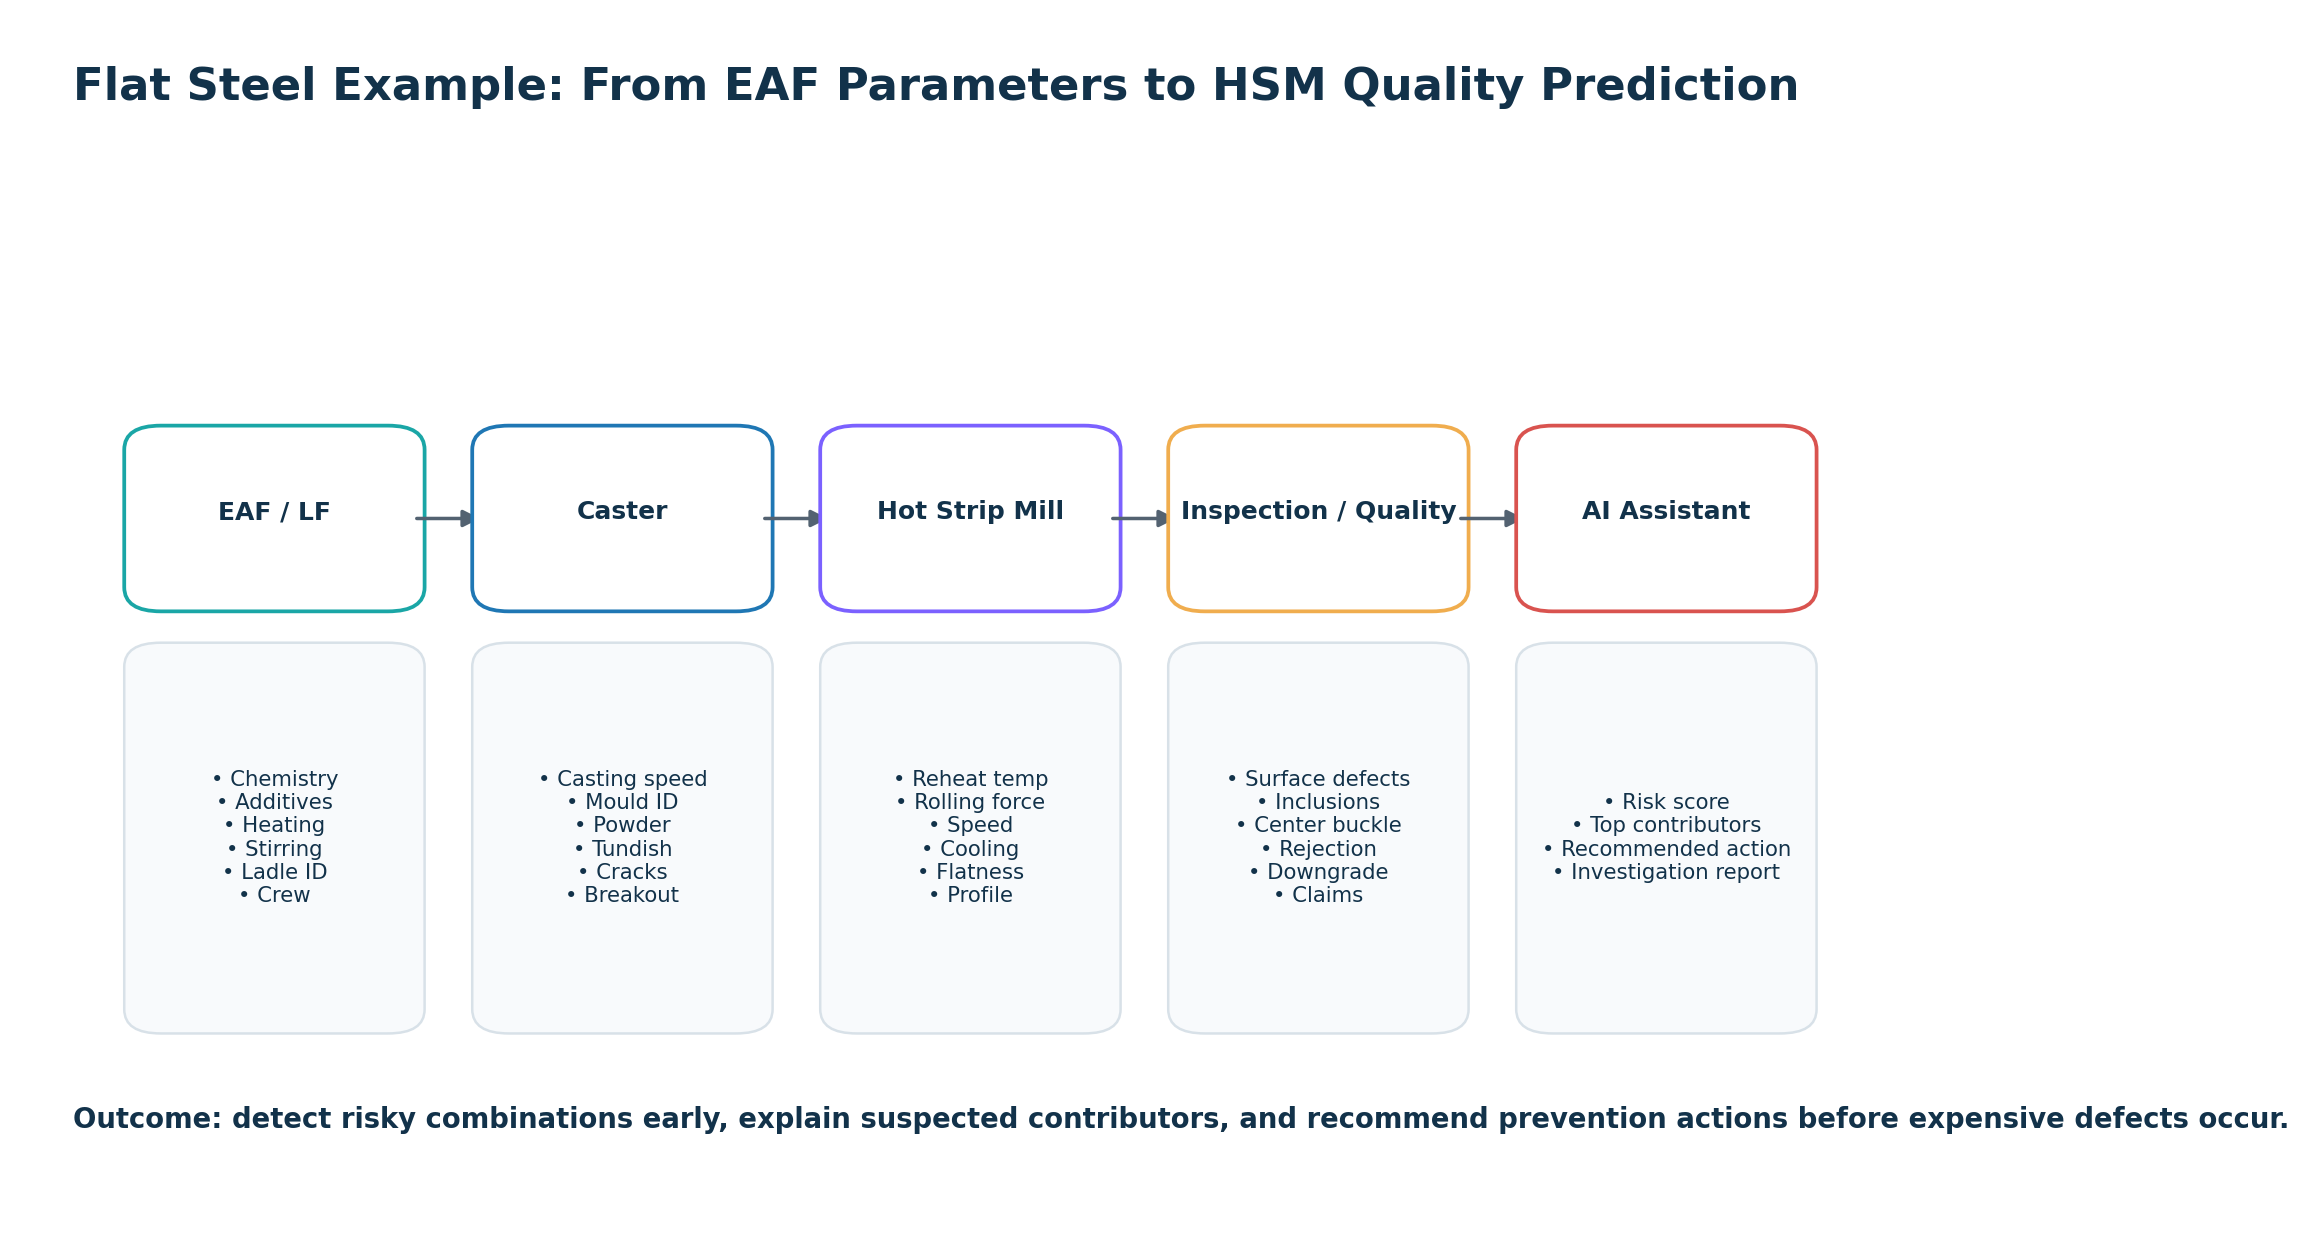 Flat Steel Example: From EAF Parameters to HSM Quality Prediction
EAF / LF
Caster
Hot Strip Mill
Inspection / Quality
AI Assistant
• Chemistry
• Additives
• Heating
• Stirring
• Ladle ID
• Crew
• Casting speed
• Mould ID
• Powder
• Tundish
• Cracks
• Breakout
• Reheat temp
• Rolling force
• Speed
• Cooling
• Flatness
• Profile
• Surface defects
• Inclusions
• Center buckle
• Rejection
• Downgrade
• Claims
• Risk score
• Top contributors
• Recommended action
• Investigation report
Outcome: detect risky combinations early, explain suspected contributors, and recommend prevention actions before expensive defects occur.